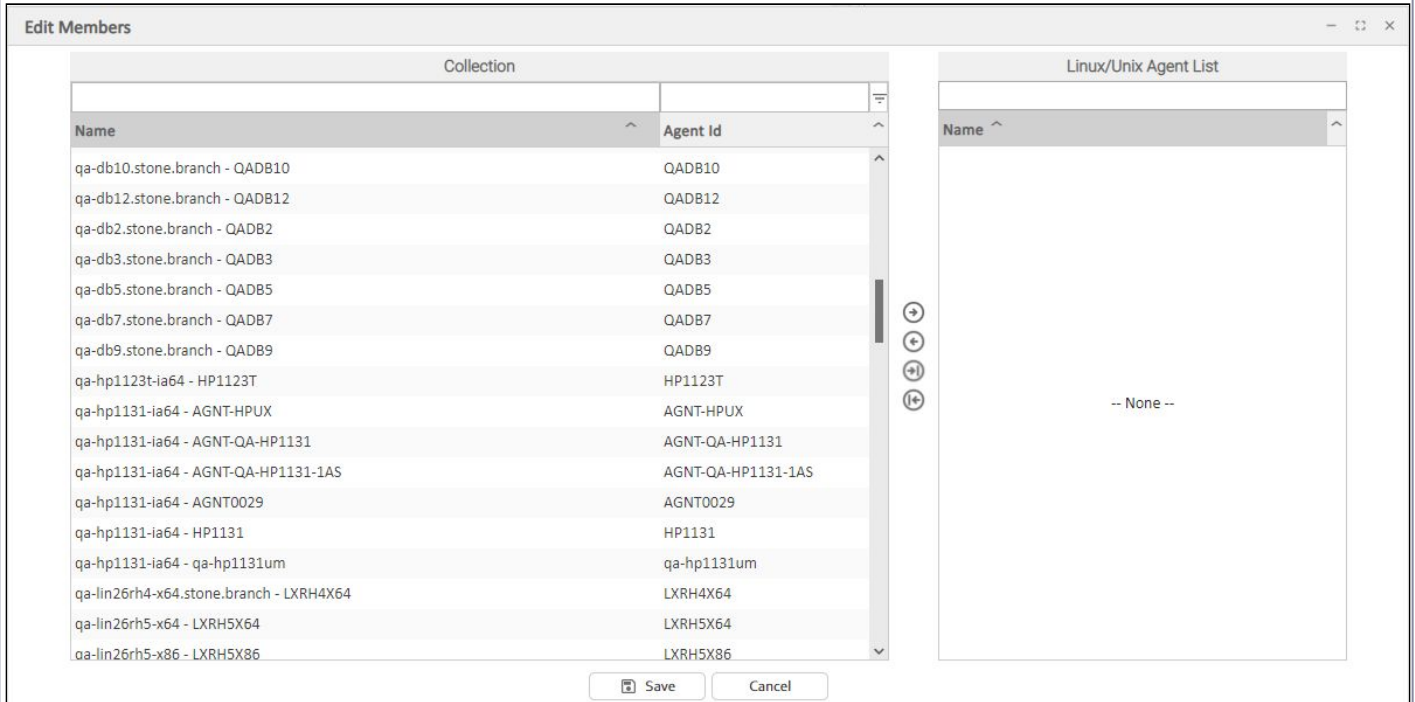 Edit Members
Collection
Linux/Unix Agent List
Name
Agent Id
Name
qa-db10.stone.branch - QADB10 QADB10
qa-db12.stone.branch - QADB12 QADB12
qa-db2.stone.branch - QADB2 QADB2
qa-db3.stone.branch - QADB3 QADB3
qa-db5.stone.branch - QADB5 QADB5
qa-db7.stone.branch - QADB7 QADB7
qa-db9.stone.branch - QADB9 QADB9
qa-hp1123t-ia64 - HP1123T HP1123T
qa-hp1131-ia64 - AGNT-HPUX AGNT-HPUX
qa-hp1131-ia64 - AGNT-QA-HP1131 AGNT-QA-HP1131
qa-hp1131-ia64 - AGNT-QA-HP1131-1AS AGNT-QA-HP1131-1AS
qa-hp1131-ia64 - AGNT0029 AGNT0029
qa-hp1131-ia64 - HP1131 HP1131
qa-hp1131-ia64 - qa-hp1131um qa-hp1131um
qa-lin26rh4-x64.stone.branch - LXRH4X64 LXRH4X64
qa-lin26rh5-x64 - LXRH5X64 LXRH5X64
qa-lin26rh5-x86 - LXRH5X86 LXRH5X86
-- None --
Save
Cancel